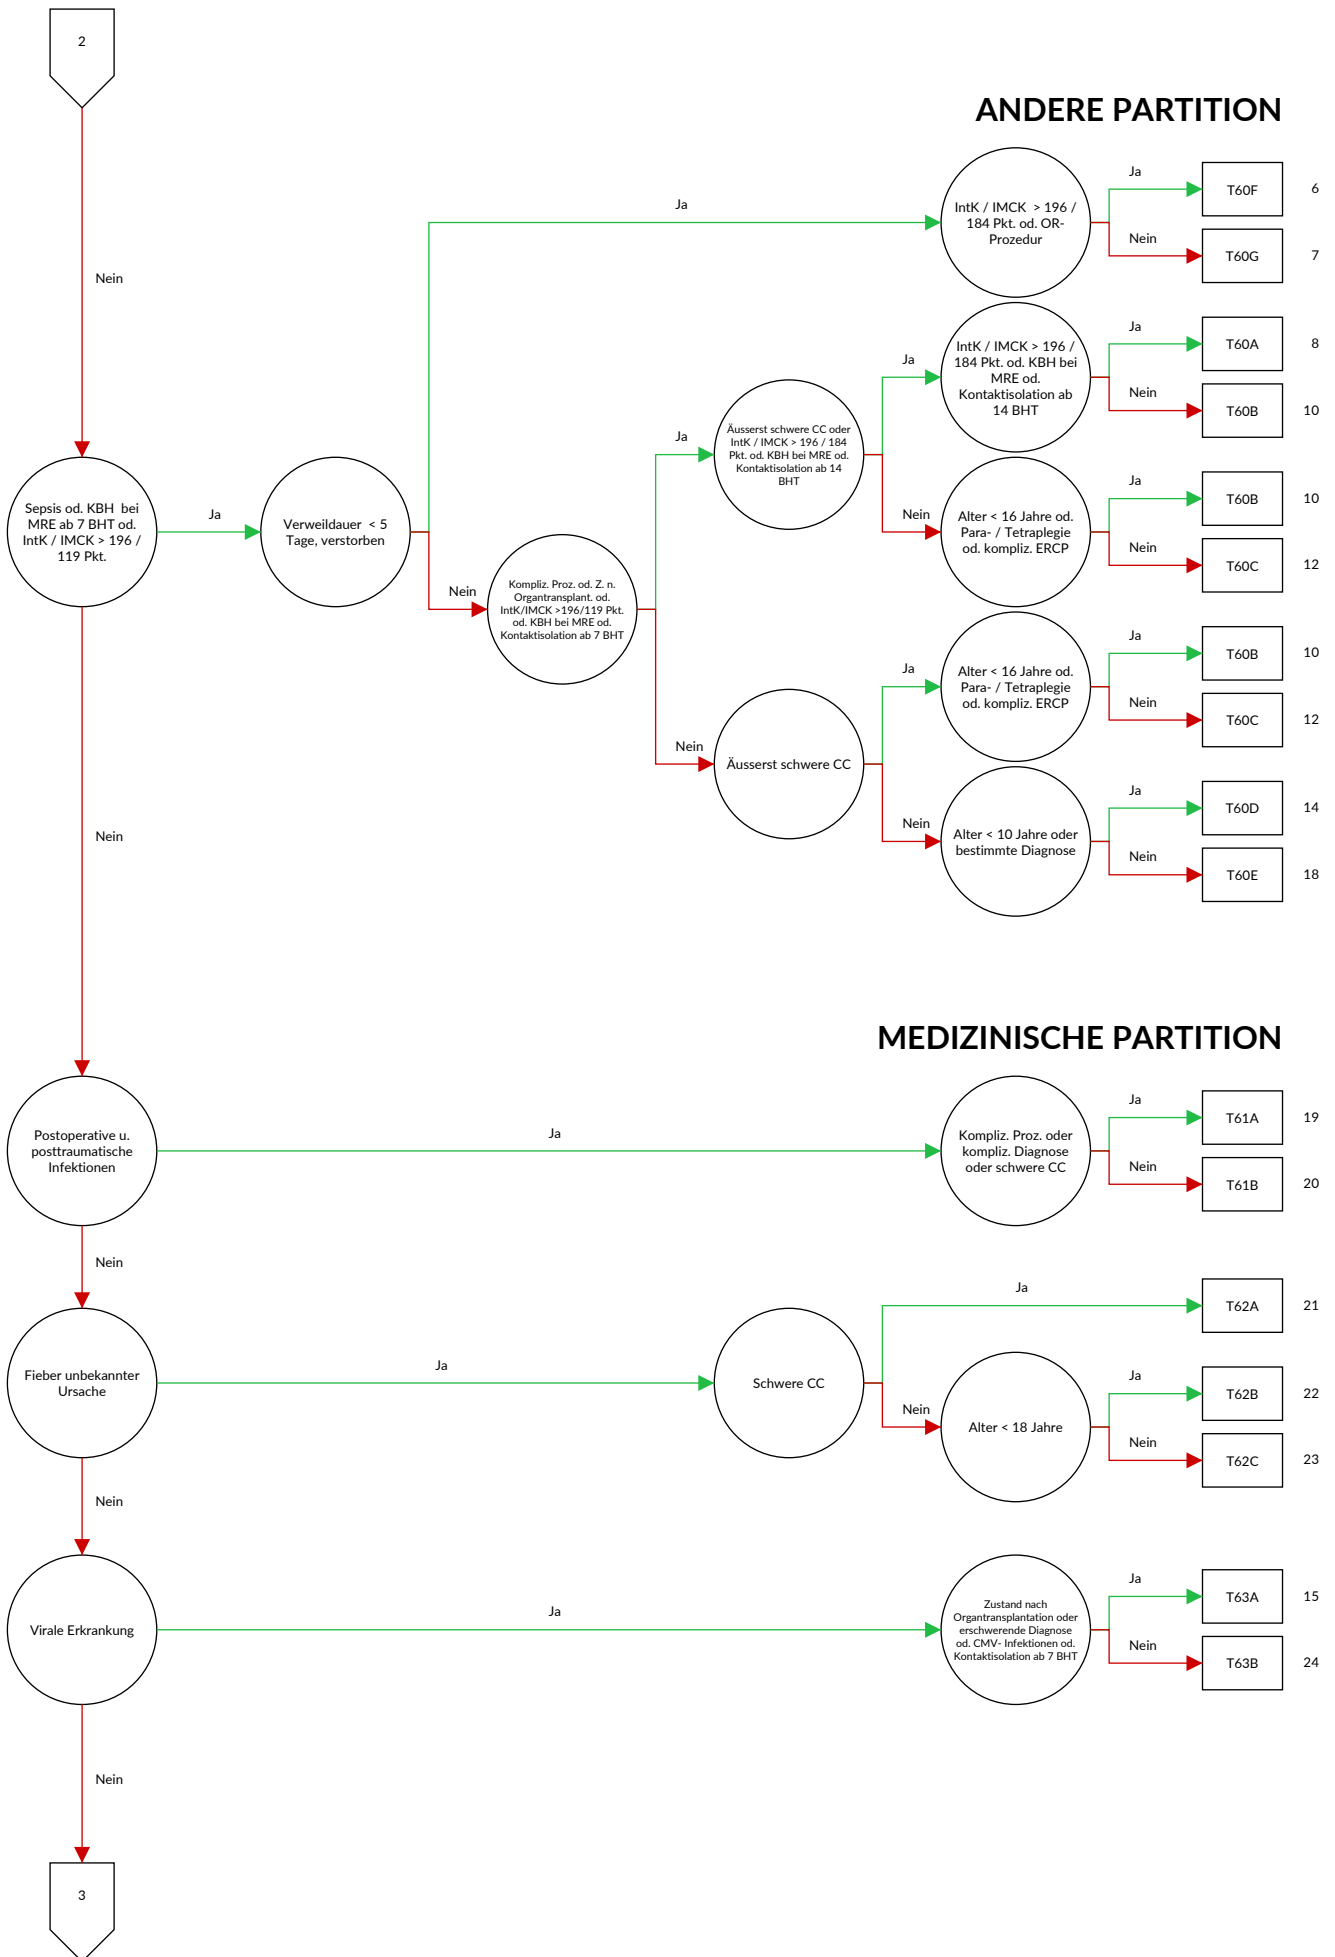 2
ANDERE PARTITION
Nein
Ja
IntK / IMCK  > 196 /
184 Pkt. od. OR-
Prozedur
Ja
T60F
6
Nein
T60G
7
Sepsis od. KBH  bei
MRE ab 7 BHT od.
IntK / IMCK > 196 /
119 Pkt.
Ja
Verweildauer  < 5
Tage, verstorben
Nein
Kompliz. Proz. od. Z. n.
Organtransplant. od.
IntK/IMCK >196/119 Pkt.
od. KBH bei MRE od.
Kontaktisolation ab 7 BHT
Ja
Äusserst schwere CC oder
IntK / IMCK > 196 / 184
Pkt. od. KBH bei MRE od.
Kontaktisolation ab 14
BHT
Ja
IntK / IMCK > 196 /
184 Pkt. od. KBH bei
MRE od.
Kontaktisolation ab
14 BHT
Ja
T60A
8
Nein
T60B
10
Nein
Alter < 16 Jahre od.
Para- / Tetraplegie
od. kompliz. ERCP
Ja
T60B
10
Nein
T60C
12
Nein
Äusserst schwere CC
Ja
Alter < 16 Jahre od.
Para- / Tetraplegie
od. kompliz. ERCP
Ja
T60B
10
Nein
T60C
12
Nein
Alter < 10 Jahre oder
bestimmte Diagnose
Ja
T60D
14
Nein
T60E
18
Nein
MEDIZINISCHE PARTITION
Postoperative u.
posttraumatische
Infektionen
Ja
Kompliz. Proz. oder
kompliz. Diagnose
oder schwere CC
Ja
T61A
19
Nein
T61B
20
Nein
Fieber unbekannter
Ursache
Ja
Schwere CC
Ja
T62A
21
Nein
Alter < 18 Jahre
Ja
T62B
22
Nein
T62C
23
Nein
Virale Erkrankung
Ja
Zustand nach
Organtransplantation oder
erschwerende Diagnose
od. CMV- Infektionen od.
Kontaktisolation ab 7 BHT
Ja
T63A
15
Nein
T63B
24
Nein
3